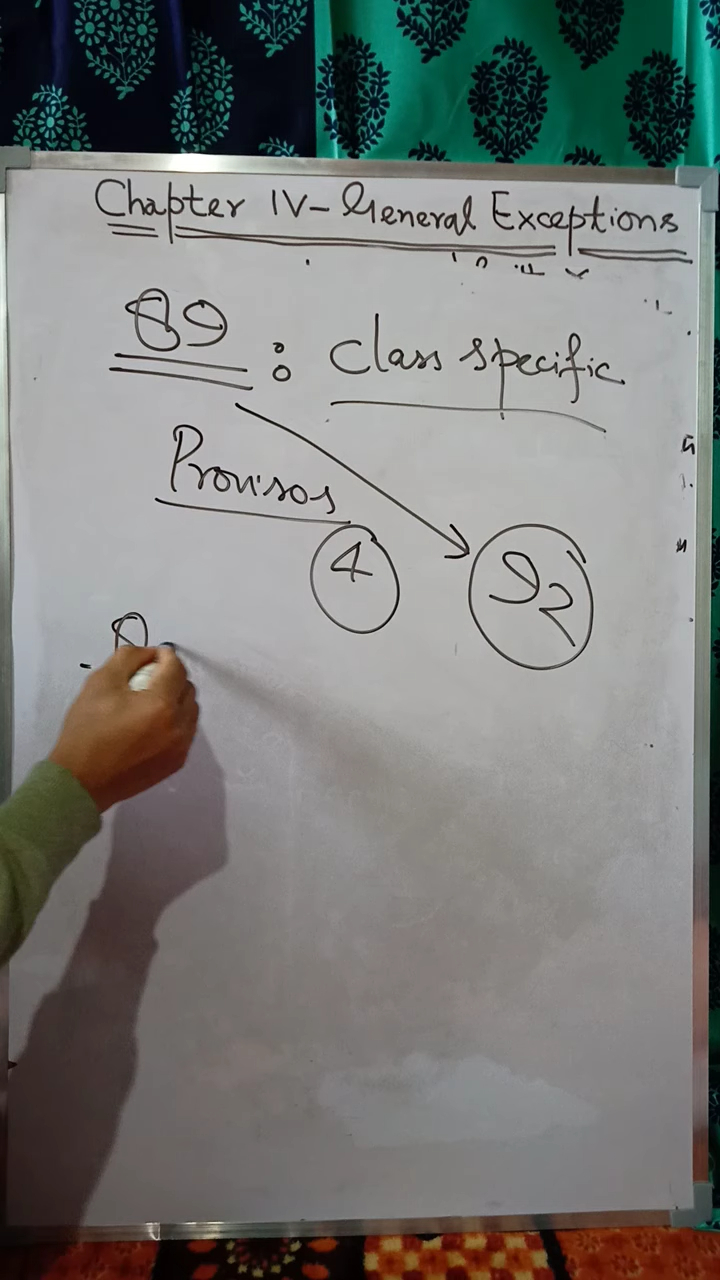 Chapter IV- General Exceptions
89 : Class specific
Provisos
4 92